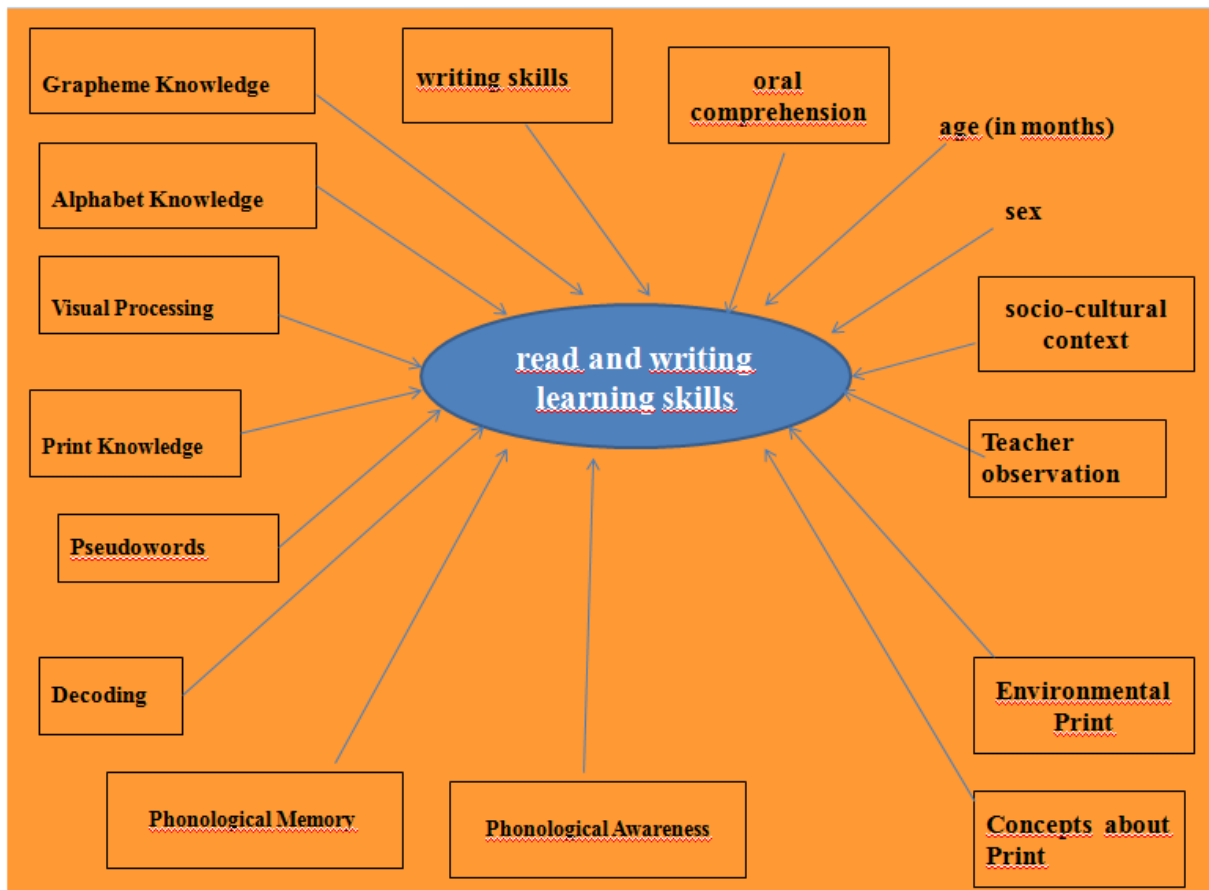 Grapheme Knowledge
writing skills
oral
comprehension
age (in months)
Alphabet Knowledge
sex
Visual Processing
socio-cultural
context
read and writing
learning skills
Print Knowledge
Teacher
observation
Pseudowords
Decoding
Environmental
Print
Phonological Memory
Phonological Awareness
Concepts about
Print